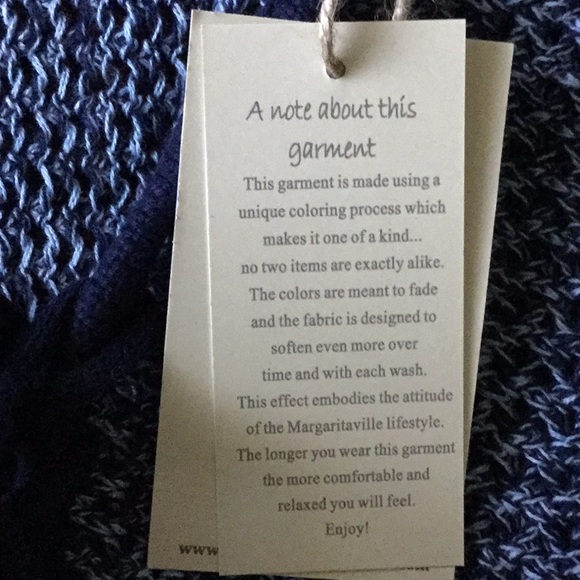 A note about this
garment
This garment is made using a
unique coloring process which
makes it one of a kind...
no two items are exactly alike.
The colors are meant to fade
and the fabric is designed to
soften even more over
time and with each wash.
This effect embodies the attitude
of the Margaritaville lifestyle.
The longer you wear this garment
the more comfortable and
relaxed you will feel.
Enjoy!
www